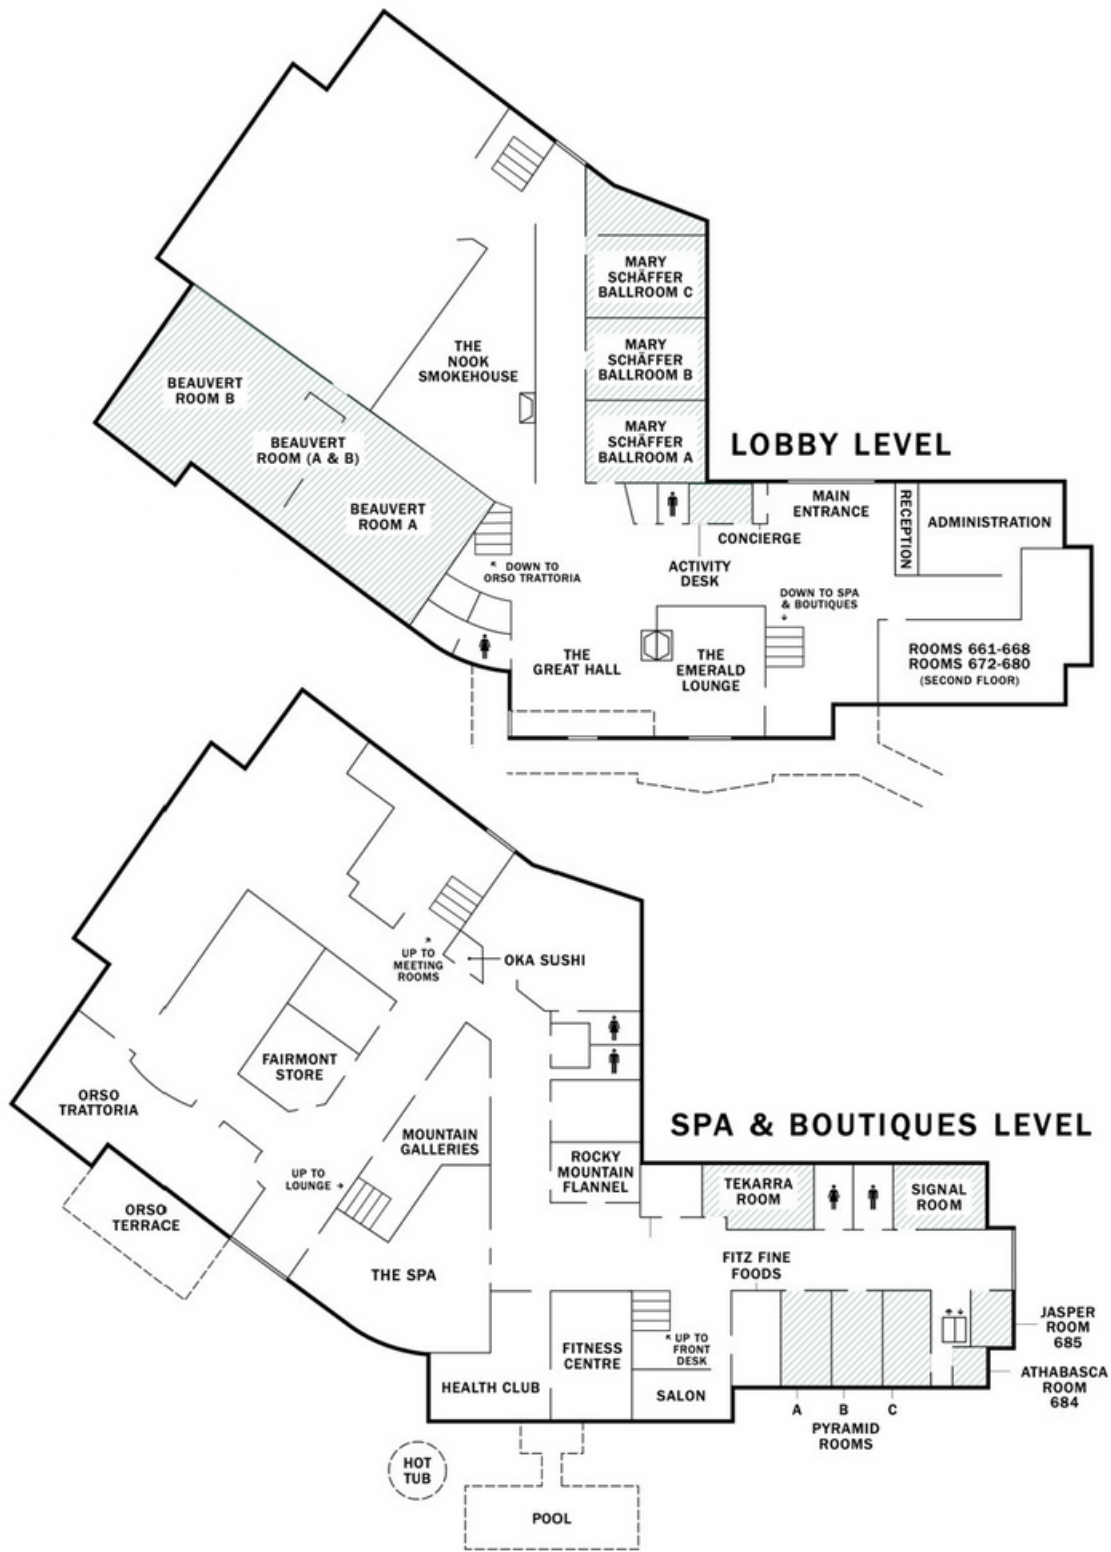 MARY
SCHÄFFER
BALLROOM C
MARY
SCHÄFFER
BALLROOM B
MARY
SCHÄFFER
BALLROOM A
THE
NOOK
SMOKEHOUSE
BEAUVERT
ROOM B
BEAUVERT
ROOM (A & B)
BEAUVERT
ROOM A
LOBBY LEVEL
MAIN
ENTRANCE
RECEPTION
ADMINISTRATION
CONCIERGE
ACTIVITY
DESK
DOWN TO
ORSO TRATTORIA
DOWN TO SPA
& BOUTIQUES
THE
GREAT HALL
THE
EMERALD
LOUNGE
ROOMS 661-668
ROOMS 672-680
(SECOND FLOOR)
UP TO
MEETING
ROOMS
OKA SUSHI
FAIRMONT
STORE
ORSO
TRATTORIA
SPA & BOUTIQUES LEVEL
MOUNTAIN
GALLERIES
ROCKY
MOUNTAIN
FLANNEL
UP TO
LOUNGE
TEKARRA
ROOM
SIGNAL
ROOM
ORSO
TERRACE
THE SPA
FITZ FINE
FOODS
JASPER
ROOM
685
UP TO
FRONT
DESK
FITNESS
CENTRE
HEALTH CLUB
SALON
ATHABASCA
ROOM
684
A B C
PYRAMID
ROOMS
HOT
TUB
POOL